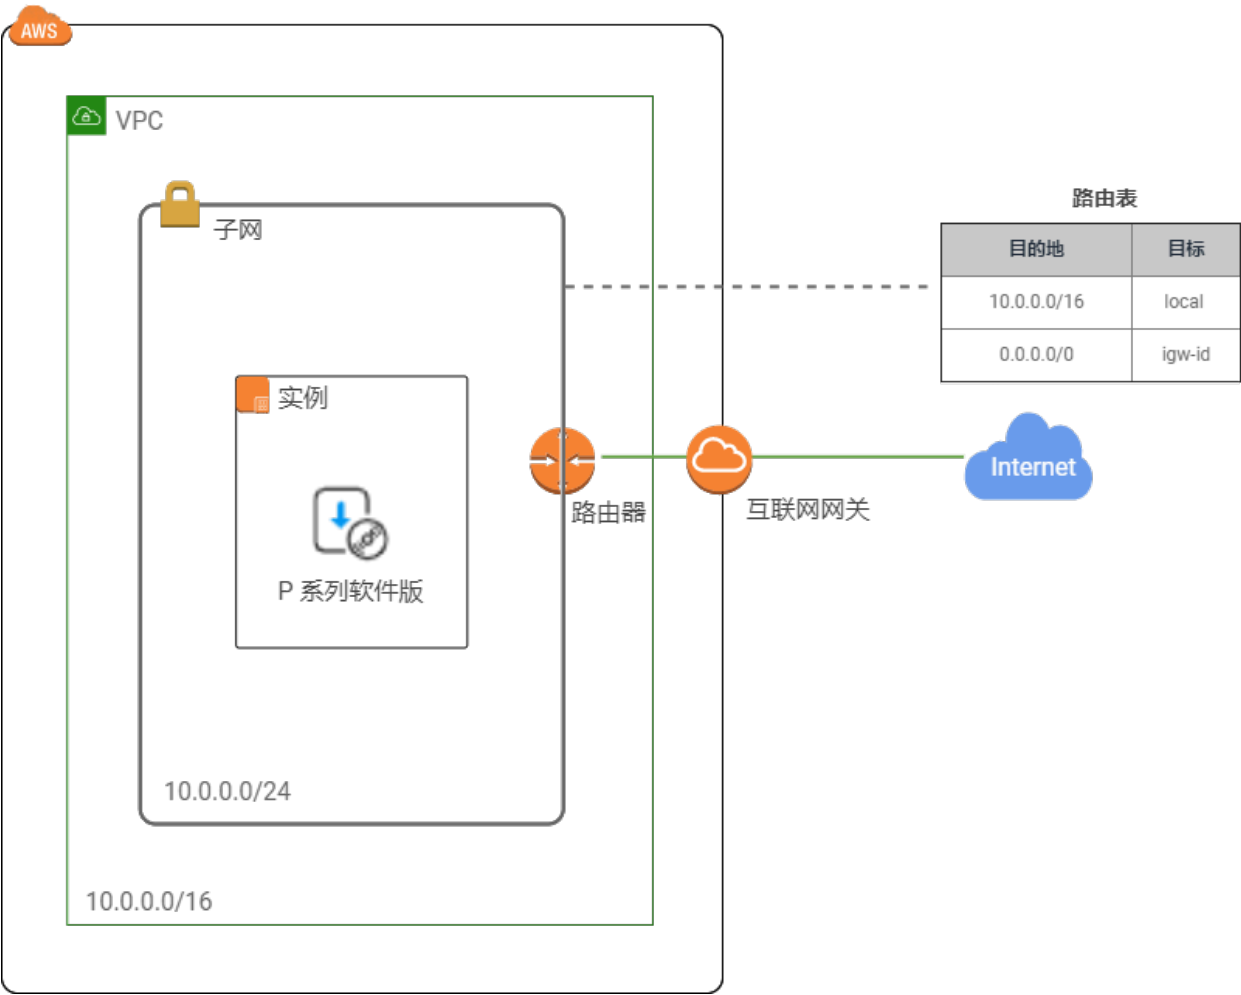 AWS
VPC
子网
路由表
目的地 目标
10.0.0.0/16 local
0.0.0.0/0 igw-id
实例
Internet
路由器
互联网网关
P 系列软件版
10.0.0.0/24
10.0.0.0/16